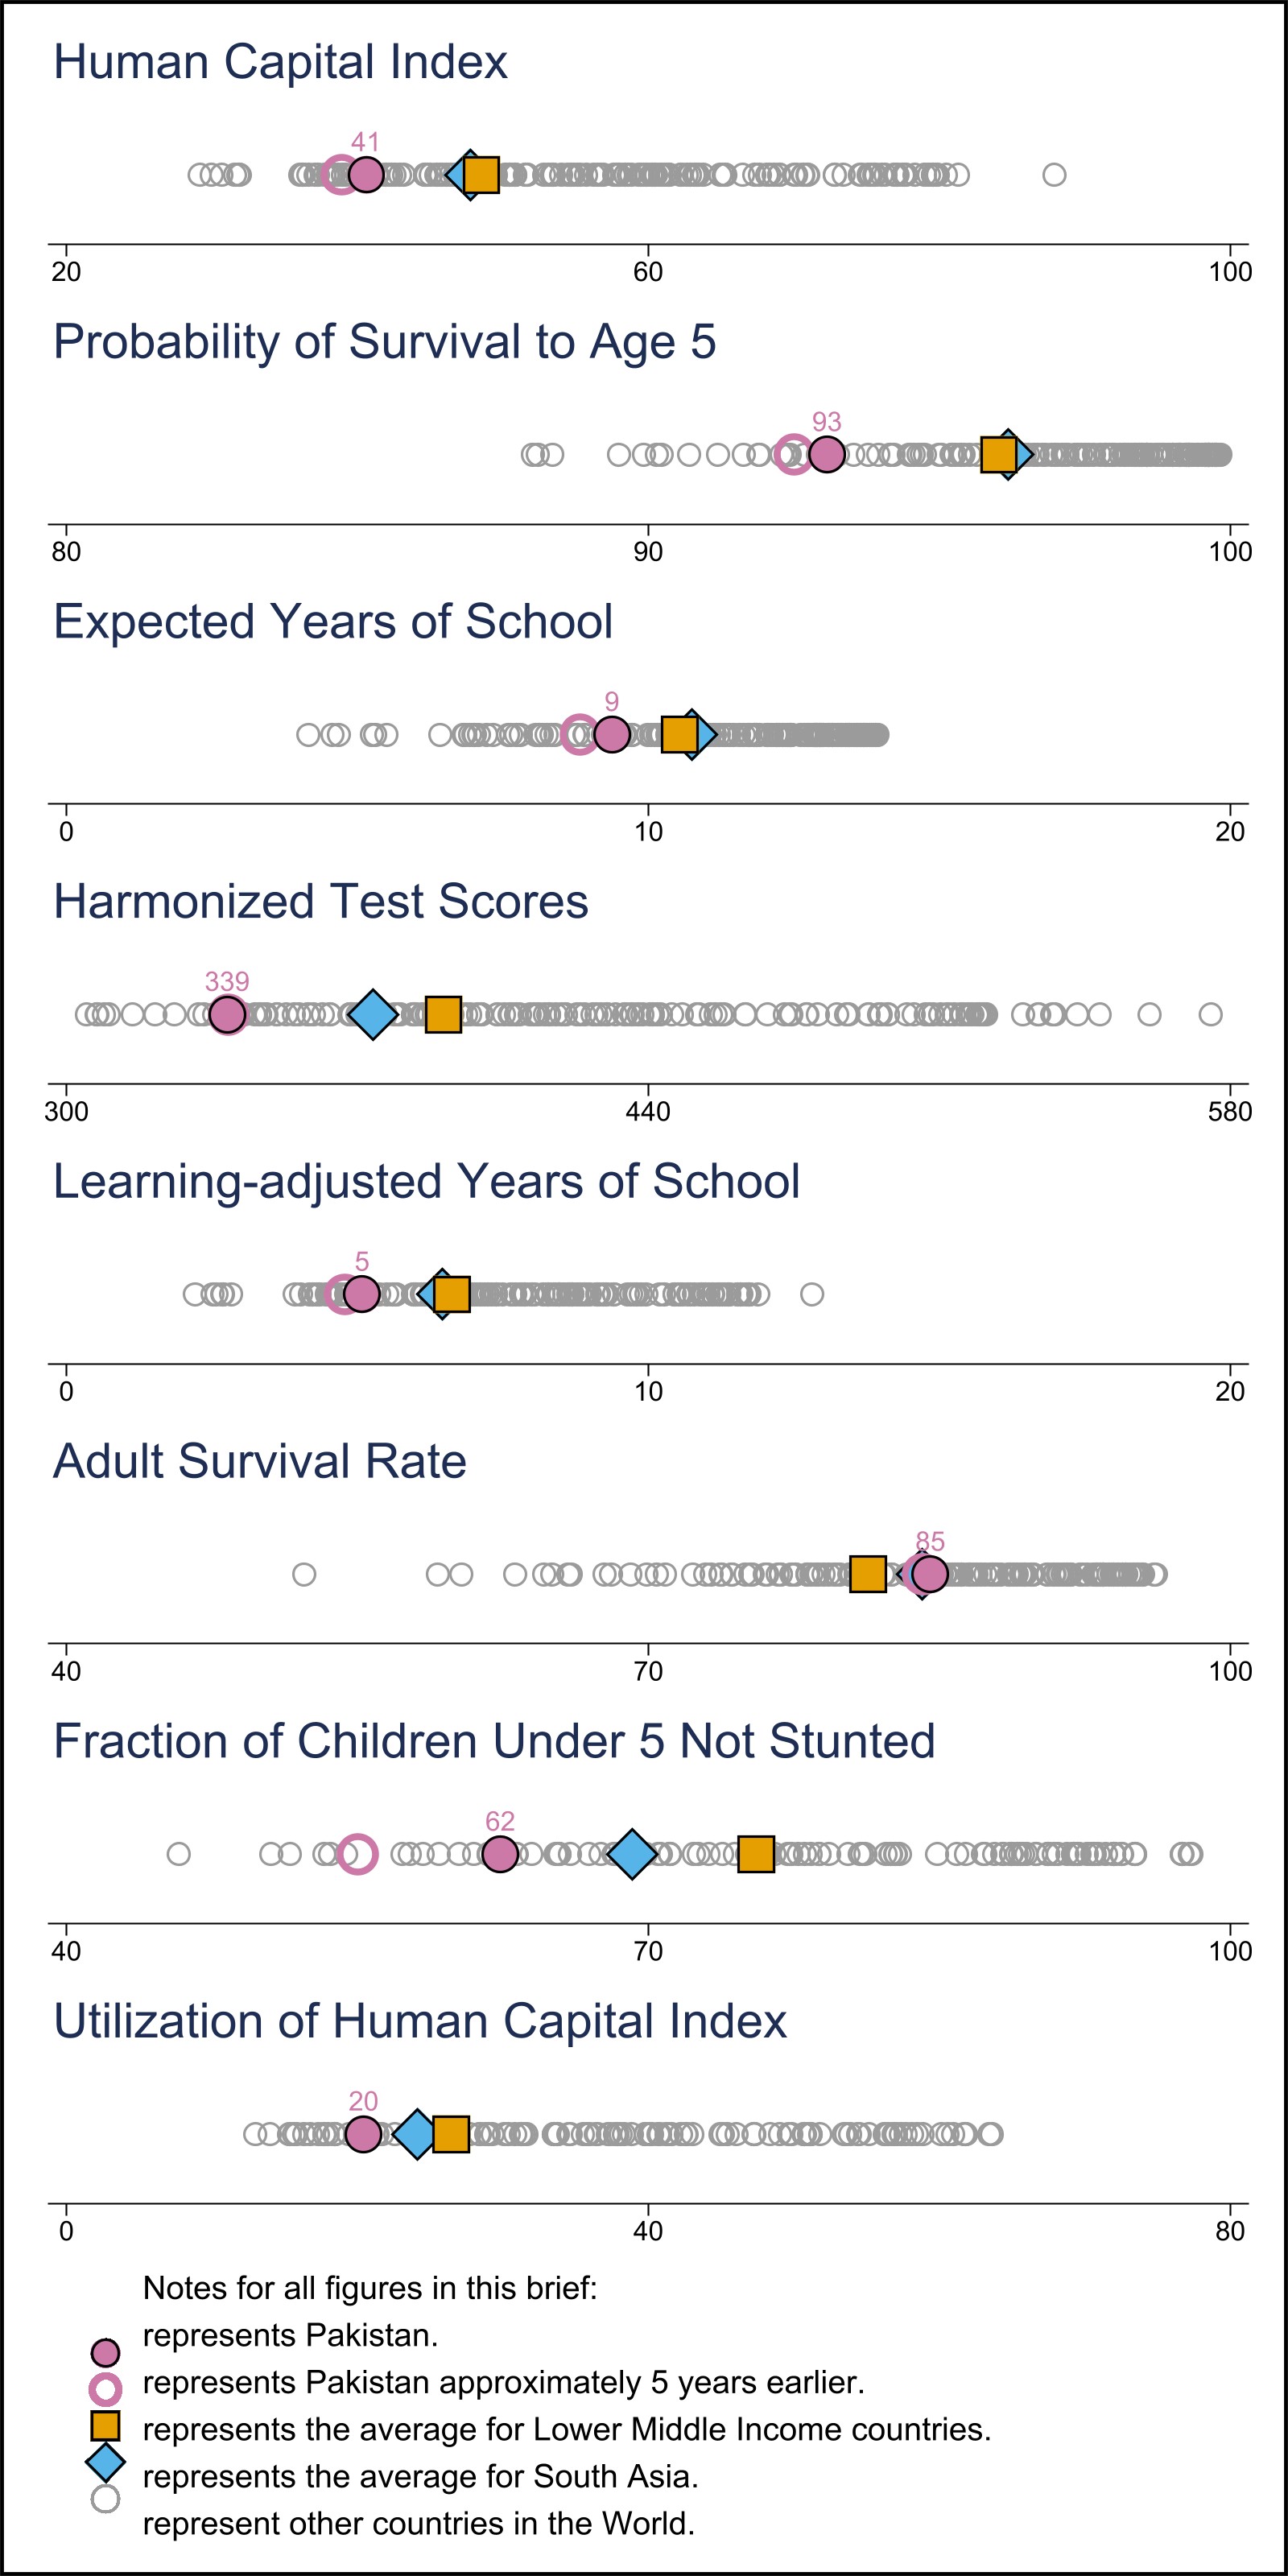 Human Capital Index
41
20 60 100
Probability of Survival to Age 5
93
80 90 100
Expected Years of School
9
0 10 20
Harmonized Test Scores
339
300 440 580
Learning-adjusted Years of School
5
0 10 20
Adult Survival Rate
85
40 70 100
Fraction of Children Under 5 Not Stunted
62
40 70 100
Utilization of Human Capital Index
20
0 40 80
Notes for all figures in this brief:
represents Pakistan.
represents Pakistan approximately 5 years earlier.
represents the average for Lower Middle Income countries.
represents the average for South Asia.
represent other countries in the World.